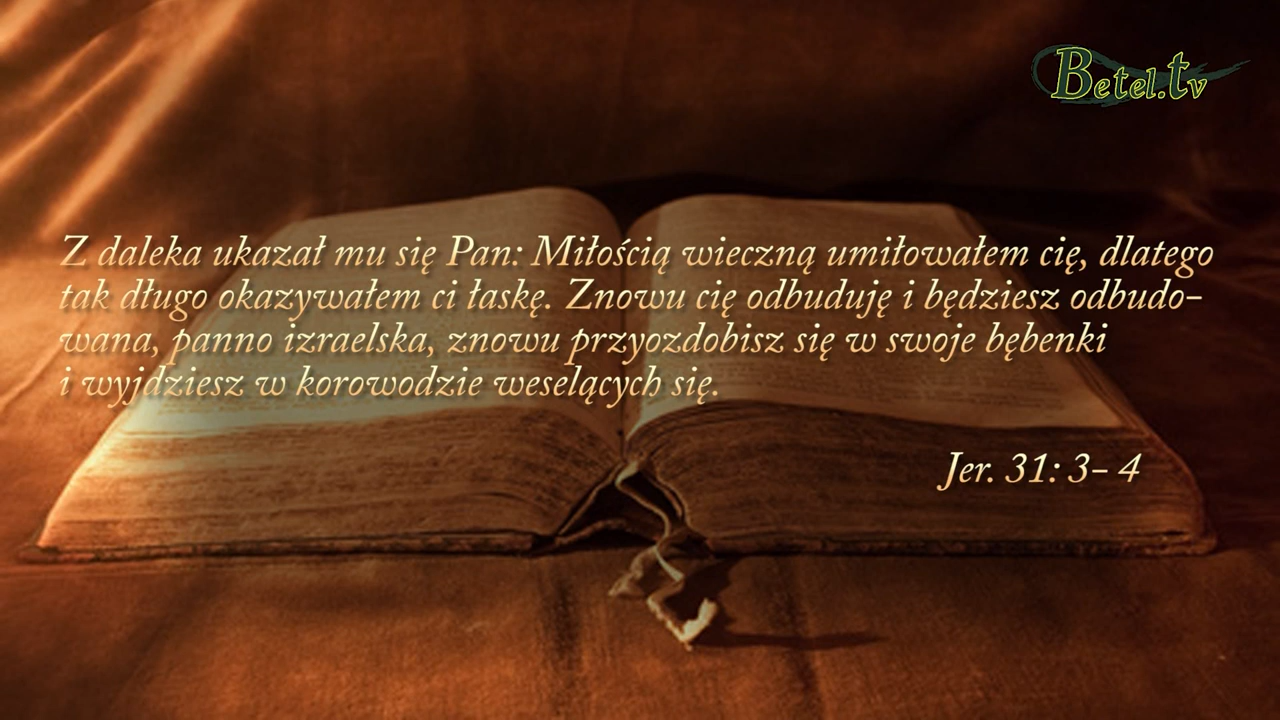 Betel.tv
Z daleka ukazał mu się Pan: Miłością wieczną umiłowałem cię, dlatego
tak długo okazywałem ci łaskę. Znowu cię odbuduję i będziesz odbudo-
wana, panno izraelska, znowu przyozdobisz się w swoje bębenki
i wyjdziesz w korowodzie weselących się.
Jer. 31: 3- 4